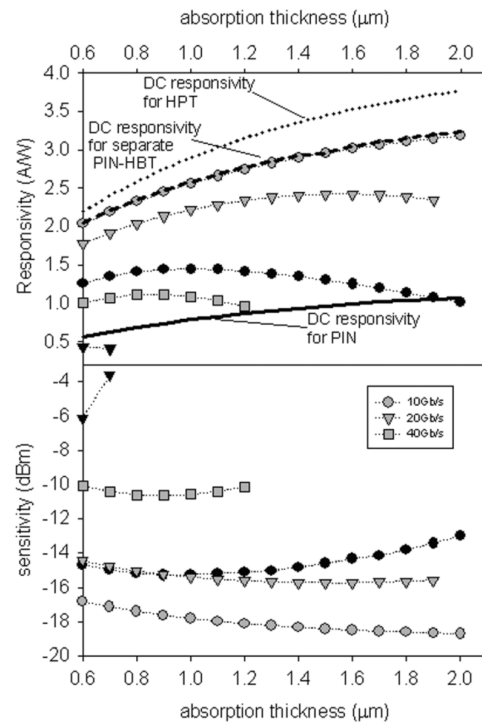 absorption thickness (μm)
0.6 0.8 1.0 1.2 1.4 1.6 1.8 2.0
4.0
3.5
3.0
2.5
2.0
1.5
1.0
0.5
Responsivity (A/W)
DC responsivity
for HPT
DC responsivity
for separate
PIN-HBT
DC responsivity
for PIN
-4
-6
-8
-10
-12
-14
-16
-18
-20
sensitivity (dBm)
10Gb/s
20Gb/s
40Gb/s
0.6 0.8 1.0 1.2 1.4 1.6 1.8 2.0
absorption thickness (μm)